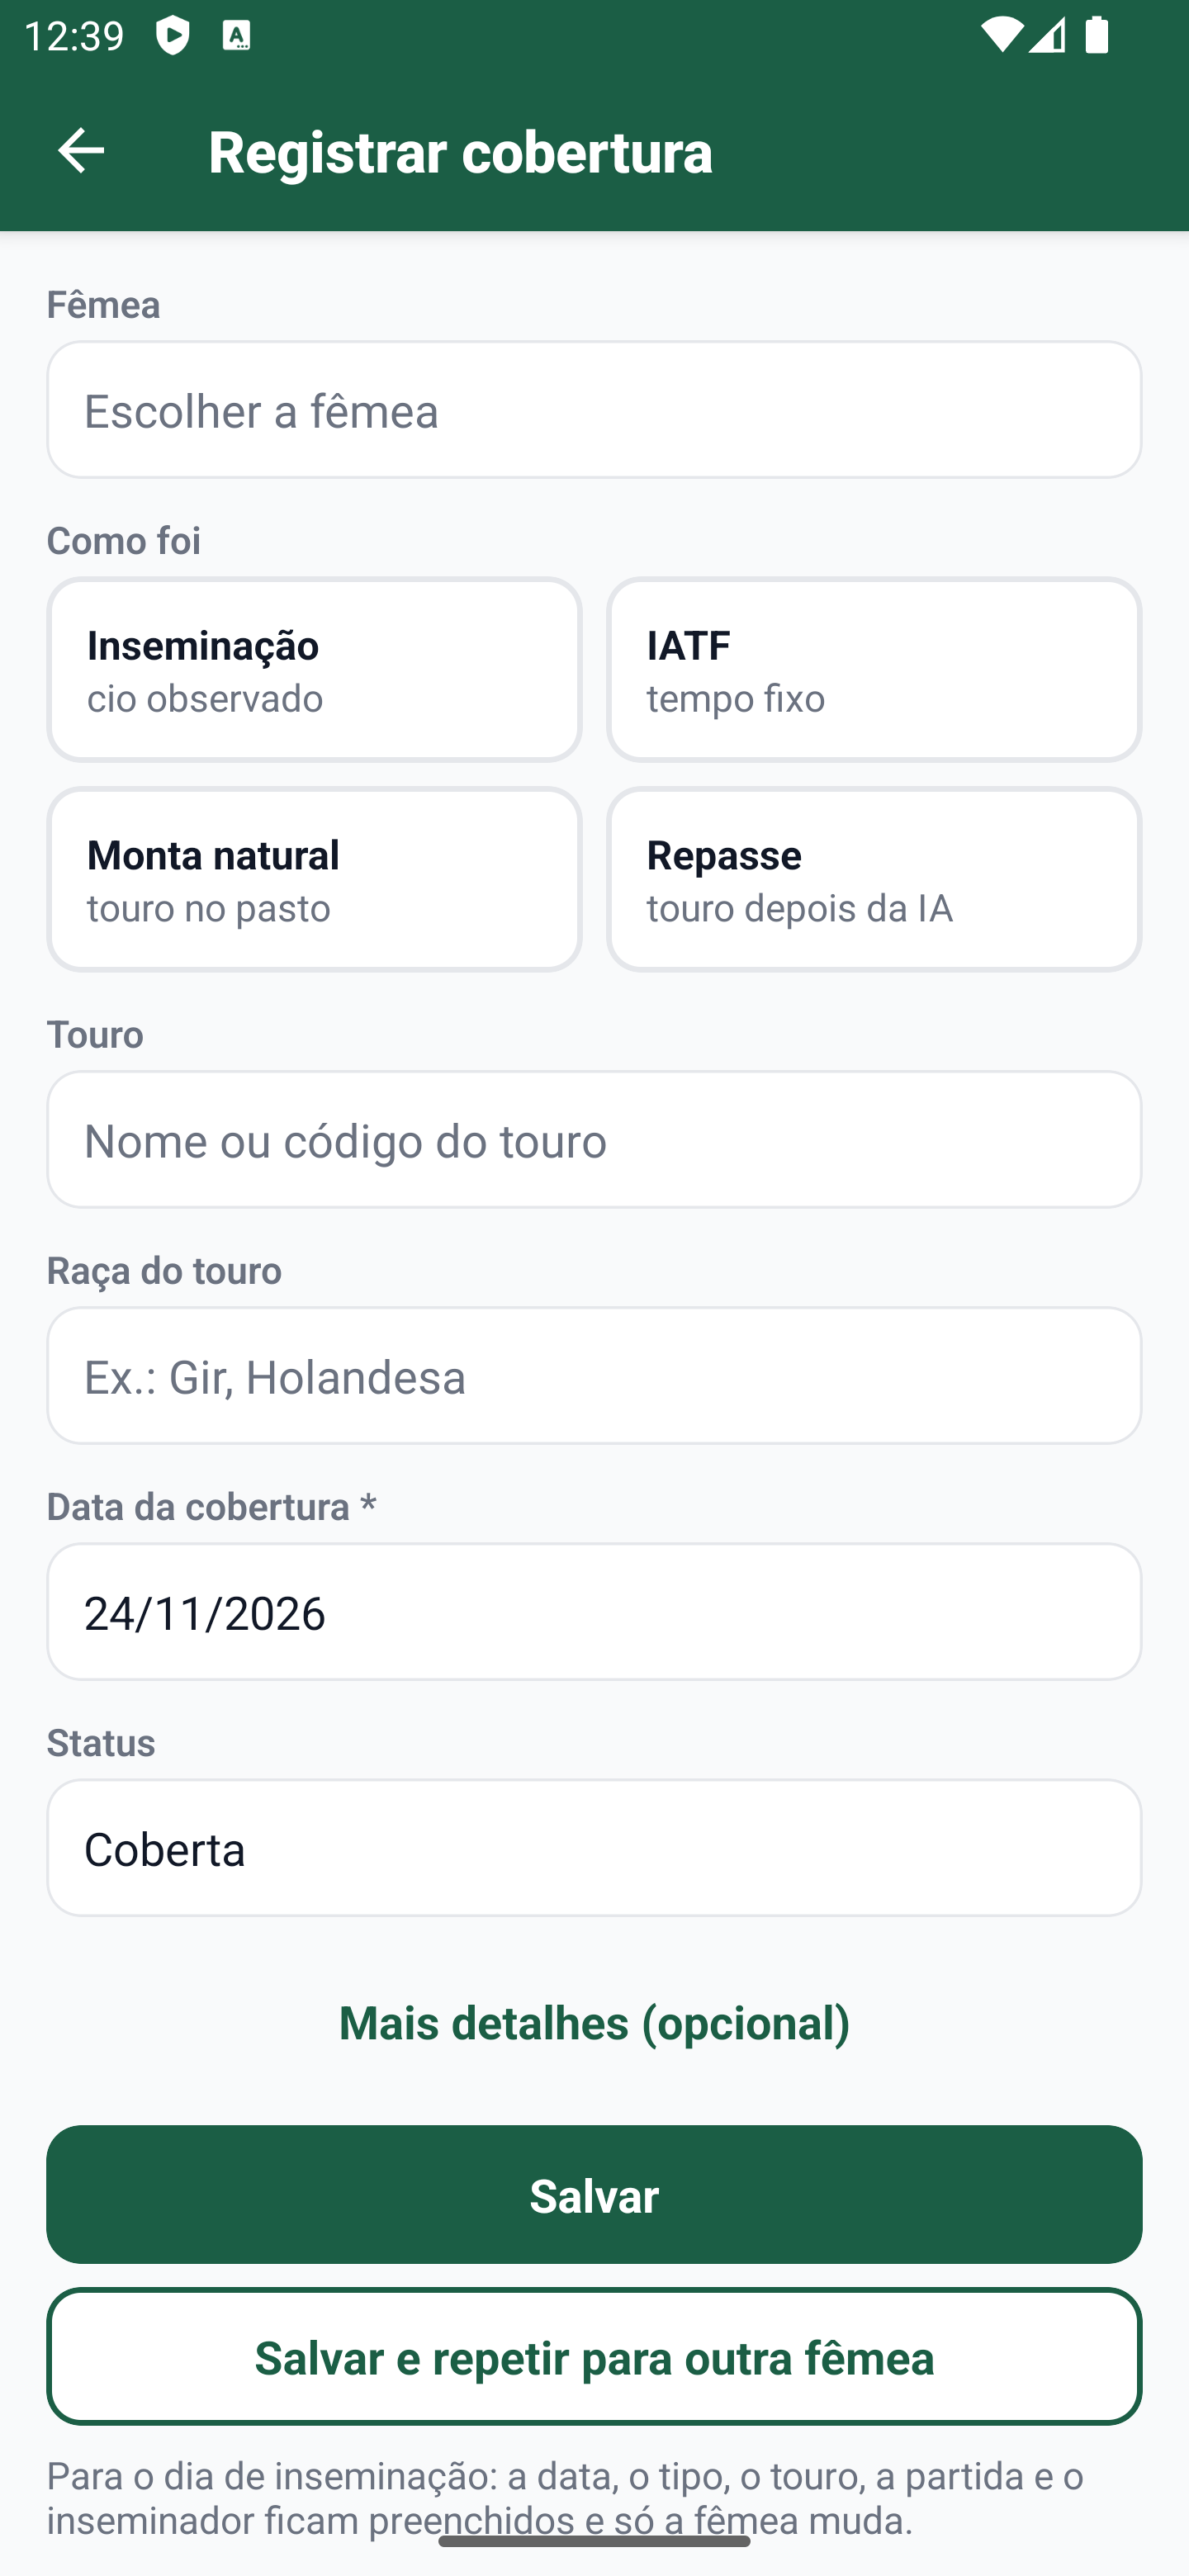 12:39
Registrar cobertura
Fêmea
Escolher a fêmea
Como foi
Inseminação
cio observado
IATF
tempo fixo
Monta natural
touro no pasto
Repasse
touro depois da IA
Touro
Nome ou código do touro
Raça do touro
Ex.: Gir, Holandesa
Data da cobertura *
24/11/2026
Status
Coberta
Mais detalhes (opcional)
Salvar
Salvar e repetir para outra fêmea
Para o dia de inseminação: a data, o tipo, o touro, a partida e o
inseminador ficam preenchidos e só a fêmea muda.